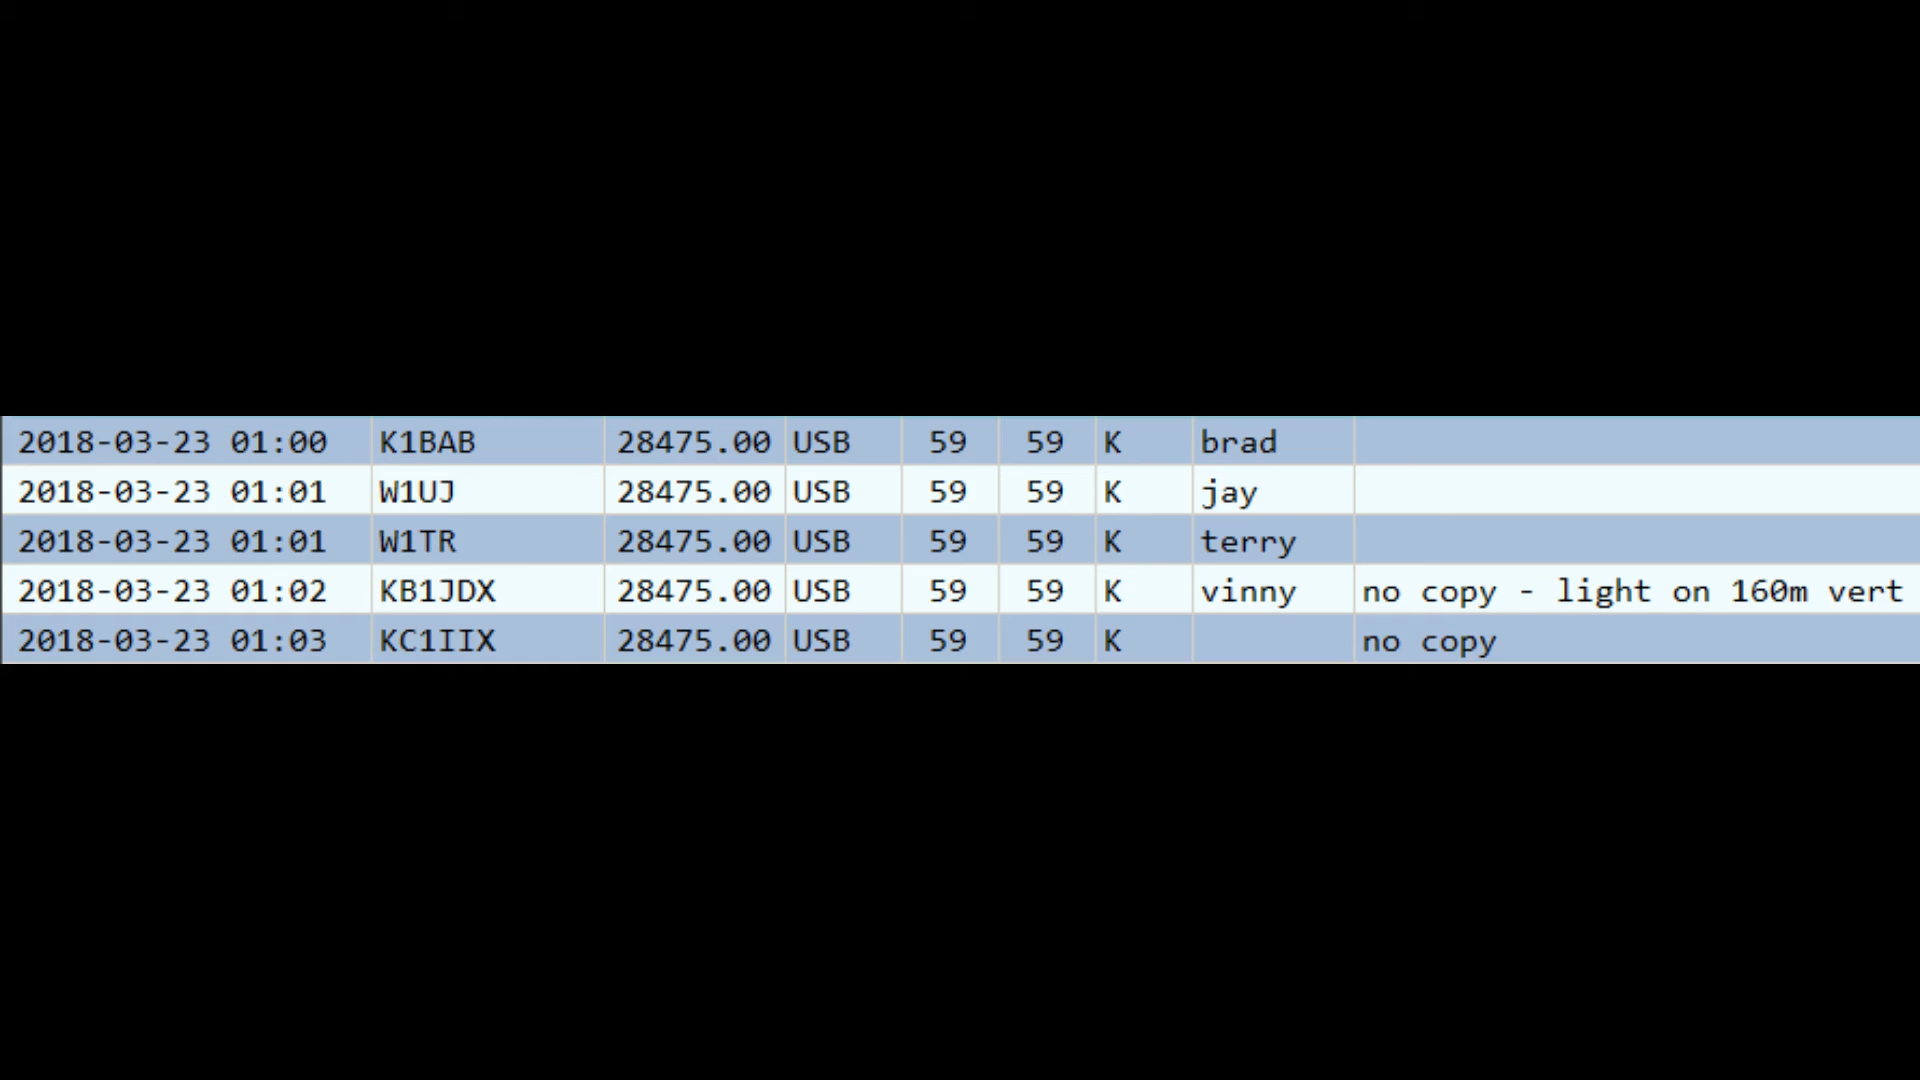 2018-03-23 01:00 K1BAB 28475.00 USB 59 59 K brad
2018-03-23 01:01 W1UJ 28475.00 USB 59 59 K jay
2018-03-23 01:01 W1TR 28475.00 USB 59 59 K terry
2018-03-23 01:02 KB1JDX 28475.00 USB 59 59 K vinny no copy - light on 160m vert
2018-03-23 01:03 KC1IIX 28475.00 USB 59 59 K no copy